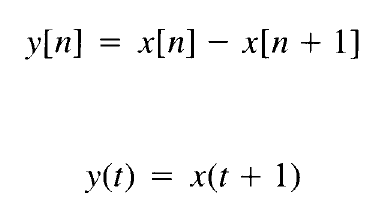 y[n] = x[n] − x[n + 1]
y(t) = x(t + 1)